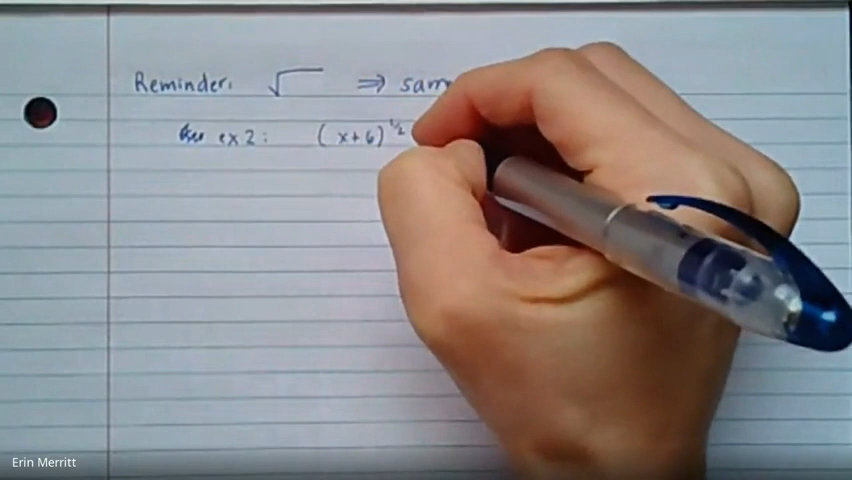 Reminder: √ ⇒ sam
ex 2: (x+6)^1/2
Erin Merritt